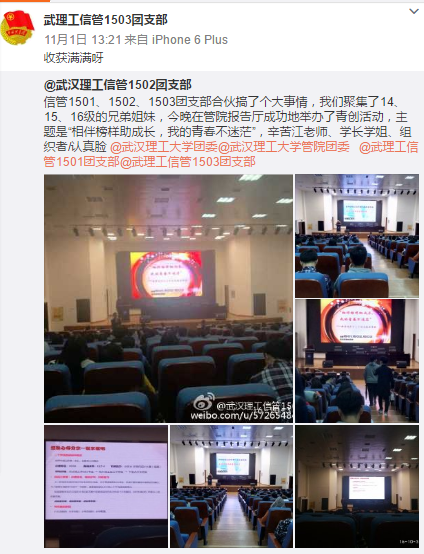 武理工信管1503团支部
11月1日 13:21 来自 iPhone 6 Plus
收获满满呀
@武汉理工信管1502团支部
信管1501、1502、1503团支部合伙搞了个大事情，我们聚集了14、
15、16级的兄弟姐妹，今晚在管院报告厅成功地举办了青创活动，主
题是“相伴榜样助成长，我的青春不迷茫”，辛苦江老师、学长学姐、组
织者&认真脸 @武汉理工大学团委@武汉理工大学管院团委 @武理工信
管1501团支部@武理工信管1503团支部
@武汉理工信管150
weibo.com/u/5726548